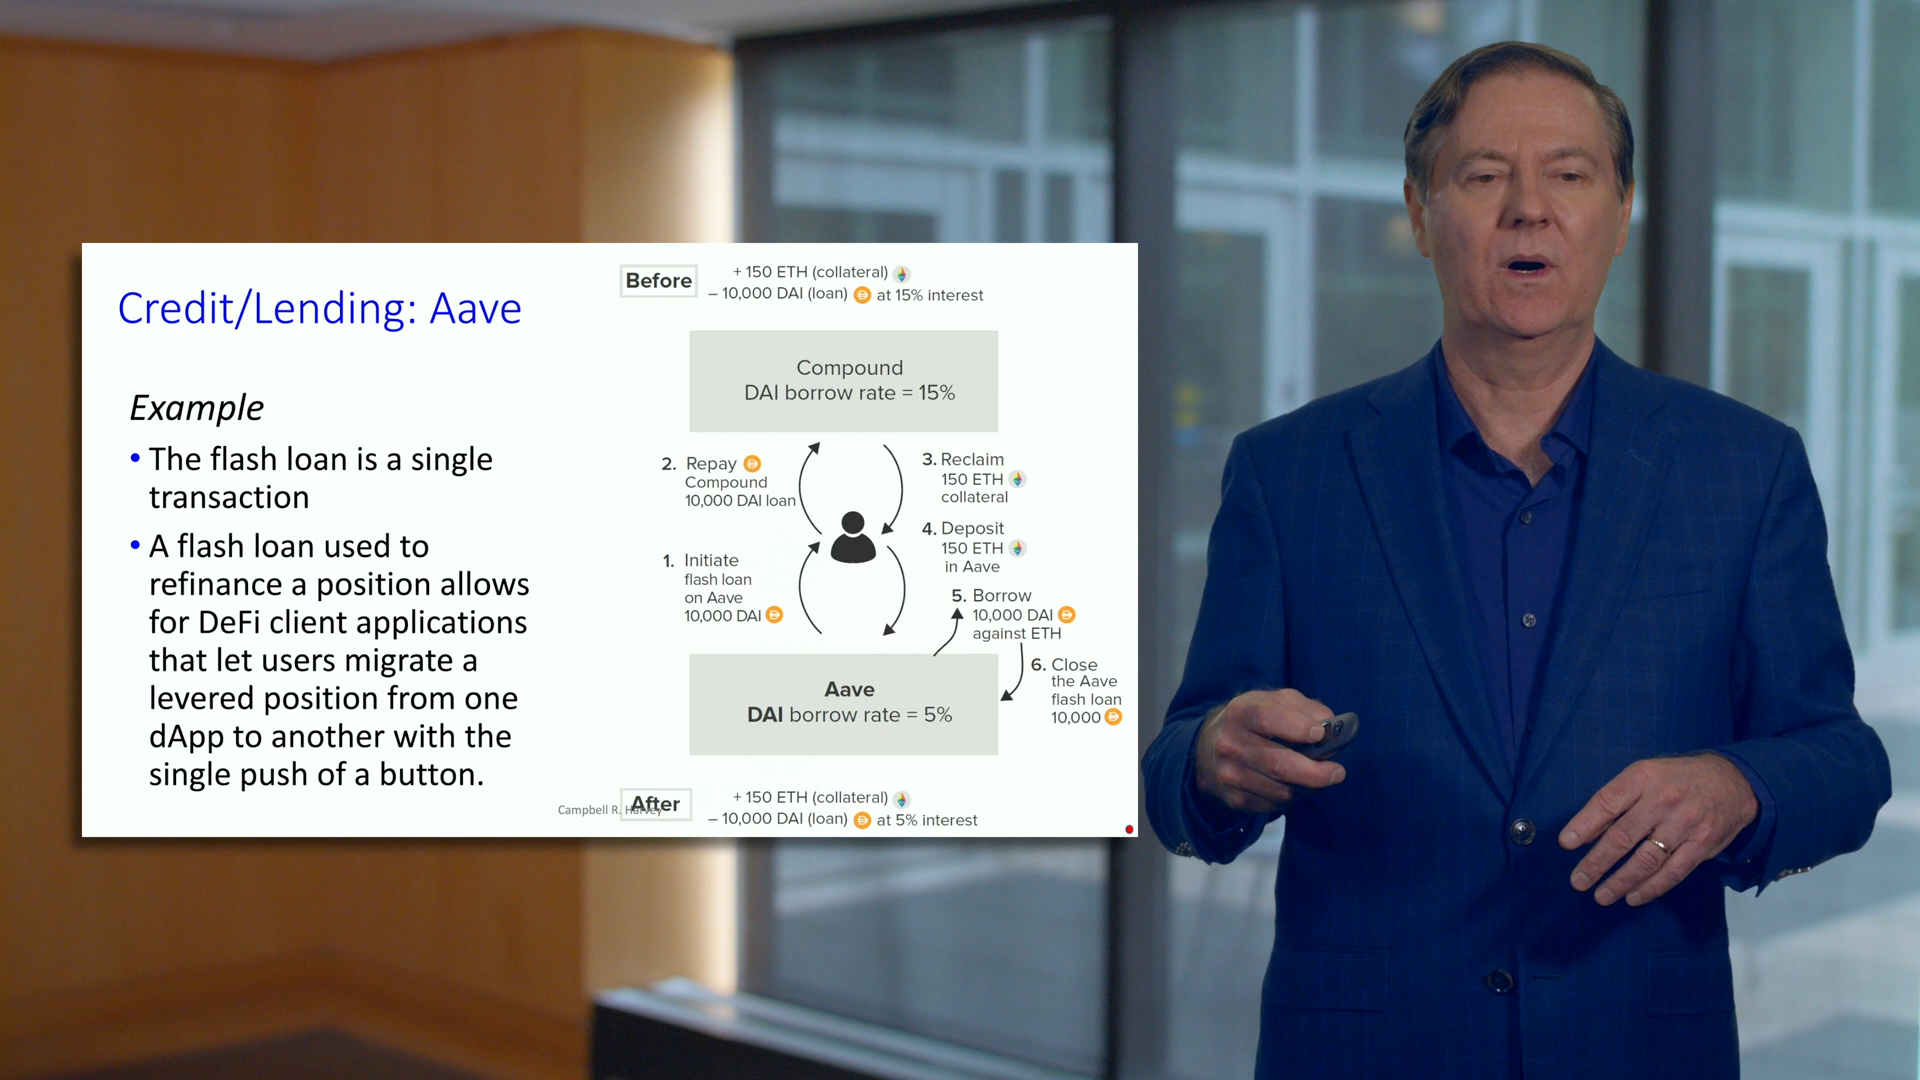 Credit/Lending: Aave
Example
• The flash loan is a single
transaction
• A flash loan used to
refinance a position allows
for DeFi client applications
that let users migrate a
levered position from one
dApp to another with the
single push of a button.
Campbell R. Harvey
Before
+ 150 ETH (collateral)
– 10,000 DAI (loan) at 15% interest
Compound
DAI borrow rate = 15%
2. Repay
Compound
10,000 DAI loan
3. Reclaim
150 ETH
collateral
4. Deposit
150 ETH
in Aave
1. Initiate
flash loan
on Aave
10,000 DAI
5. Borrow
10,000 DAI
against ETH
6. Close
the Aave
flash loan
10,000
Aave
DAI borrow rate = 5%
After
+ 150 ETH (collateral)
– 10,000 DAI (loan) at 5% interest